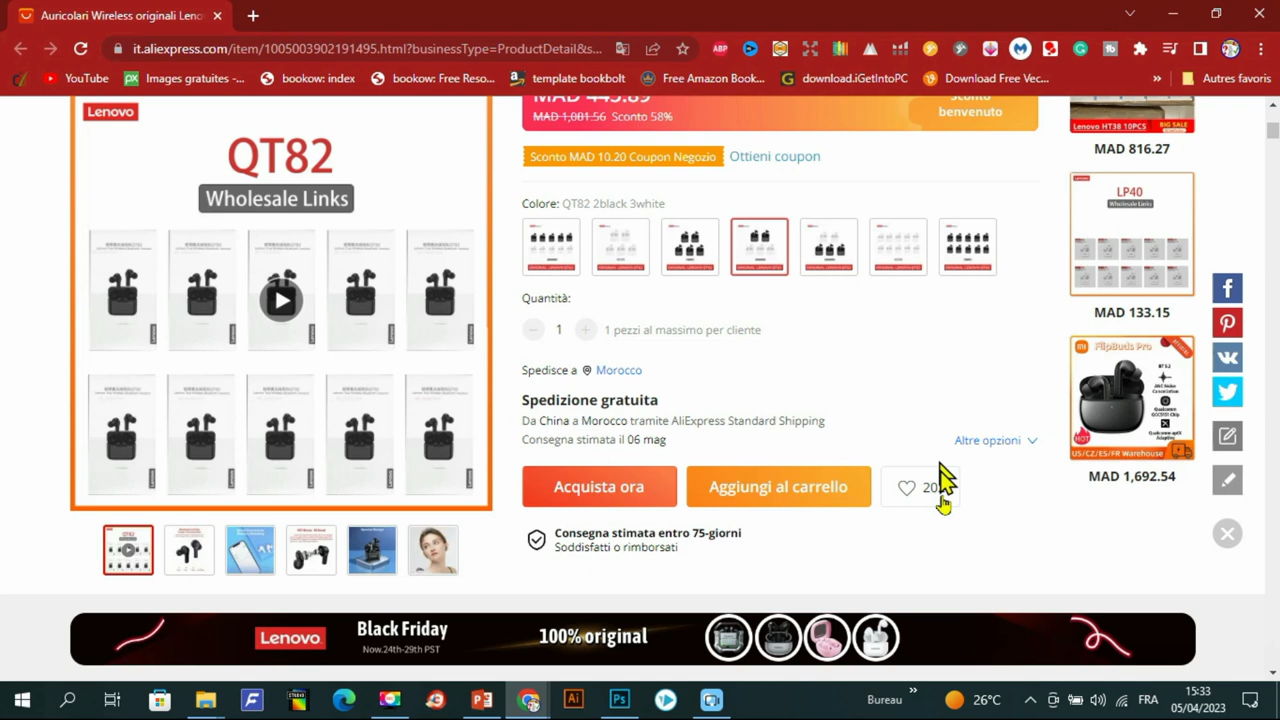 Auricolari Wireless originali Leno
it.aliexpress.com/item/1005003902191495.html?businessType=ProductDetail&s...
ABP
YouTube
px Images gratuites -...
bookow: index
bookow: Free Reso...
template bookbolt
Free Amazon Book...
download.iGetIntoPC
Download Free Vec...
»
Autres favoris
Lenovo
QT82
Wholesale Links
MAD 443.89
MAD 1,081.56 Sconto 58%
Sconto
benvenuto
Sconto MAD 10.20 Coupon Negozio
Ottieni coupon
Colore: QT82 2black 3white
Quantità:
1
1 pezzi al massimo per cliente
Spedisce a Morocco
Spedizione gratuita
Da China a Morocco tramite AliExpress Standard Shipping
Consegna stimata il 06 mag
Altre opzioni
Acquista ora
Aggiungi al carrello
Consegna stimata entro 75-giorni
Soddisfatti o rimborsati
Lenovo HT38 10PCS BIG SALE
MAD 816.27
LP40
Wholesale Links
MAD 133.15
FlipBuds Pro
HOT
US/CZ/ES/FR Warehouse
MAD 1,692.54
Lenovo
Black Friday
Now.24th-29th PST
100% original
Bureau
»
26°C
FRA
15:33
05/04/2023